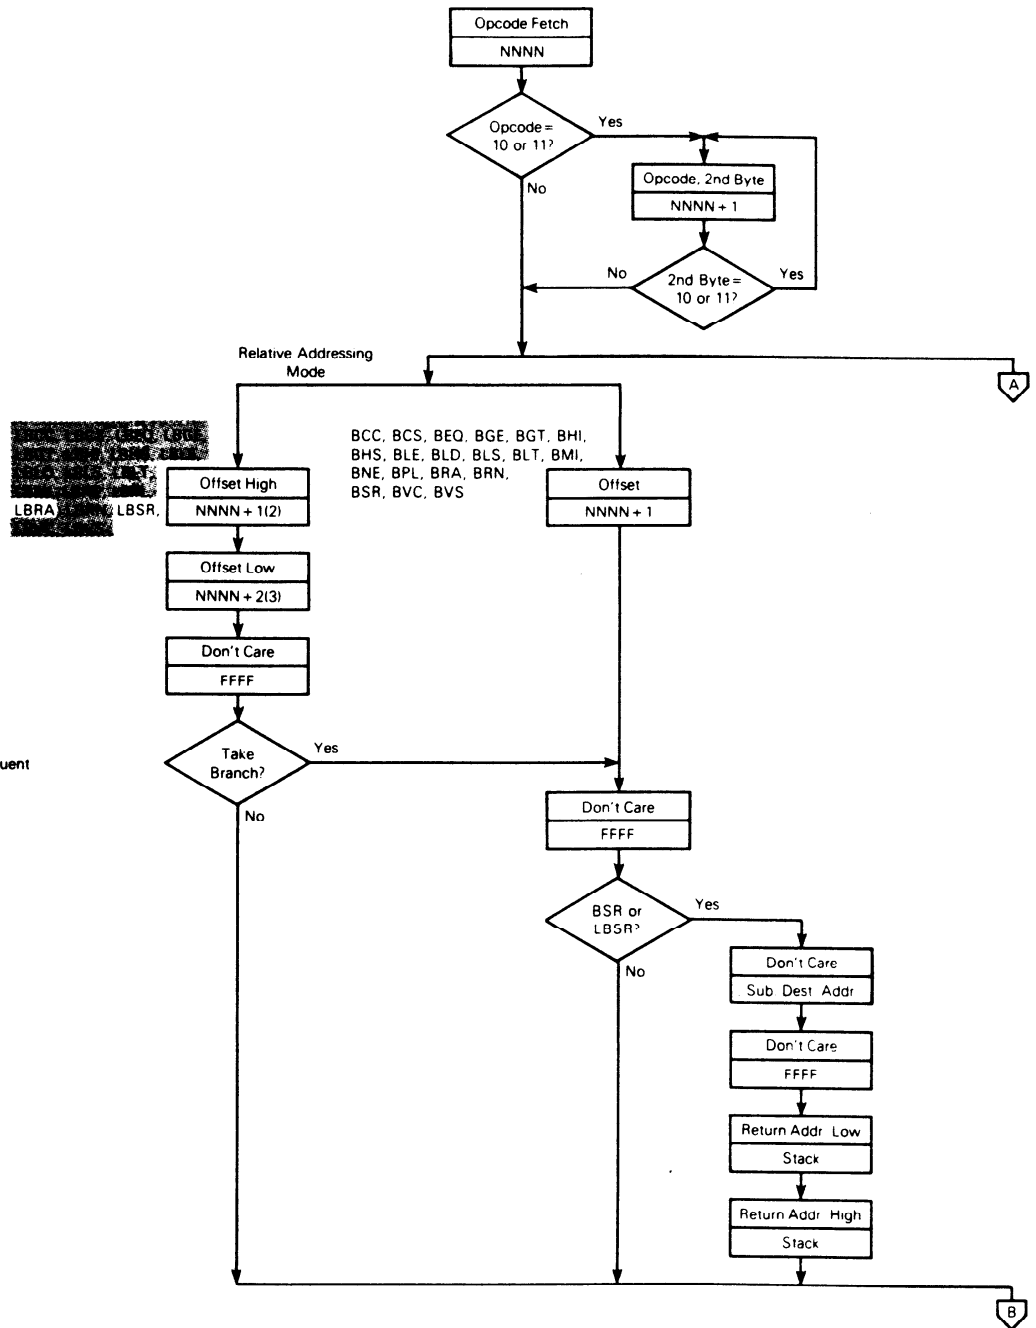 Opcode Fetch
NNNN
Opcode =
10 or 11?
Yes
No
Opcode, 2nd Byte
NNNN + 1
2nd Byte =
10 or 11?
No
Yes
Relative Addressing
Mode
A
LBRA
LBSR,
BCC, BCS, BEQ, BGE, BGT, BHI,
BHS, BLE, BLD, BLS, BLT, BMI,
BNE, BPL, BRA, BRN,
BSR, BVC, BVS
Offset High
NNNN + 1(2)
Offset
NNNN + 1
Offset Low
NNNN + 2(3)
Don't Care
FFFF
Take
Branch?
Yes
No
uent
Don't Care
FFFF
BSR or
LBSR?
Yes
No
Don't Care
Sub Dest Addr
Don't Care
FFFF
Return Addr Low
Stack
Return Addr High
Stack
B